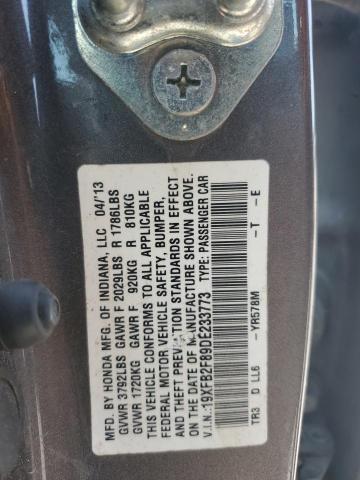 MFD. BY HONDA MFG. OF INDIANA, LLC 04/'13
GVWR 3792LBS GAWR F 2029LBS R 1786LBS
GVWR 1720KG GAWR F 920KG R 810KG
THIS VEHICLE CONFORMS TO ALL APPLICABLE
FEDERAL MOTOR VEHICLE SAFETY, BUMPER,
AND THEFT PREVENTION STANDARDS IN EFFECT
ON THE DATE OF MANUFACTURE SHOWN ABOVE.
V.I.N.:19XFB2F89DE233773 TYPE: PASSENGER CAR
TR3 D LL6 -YR578M -T -E